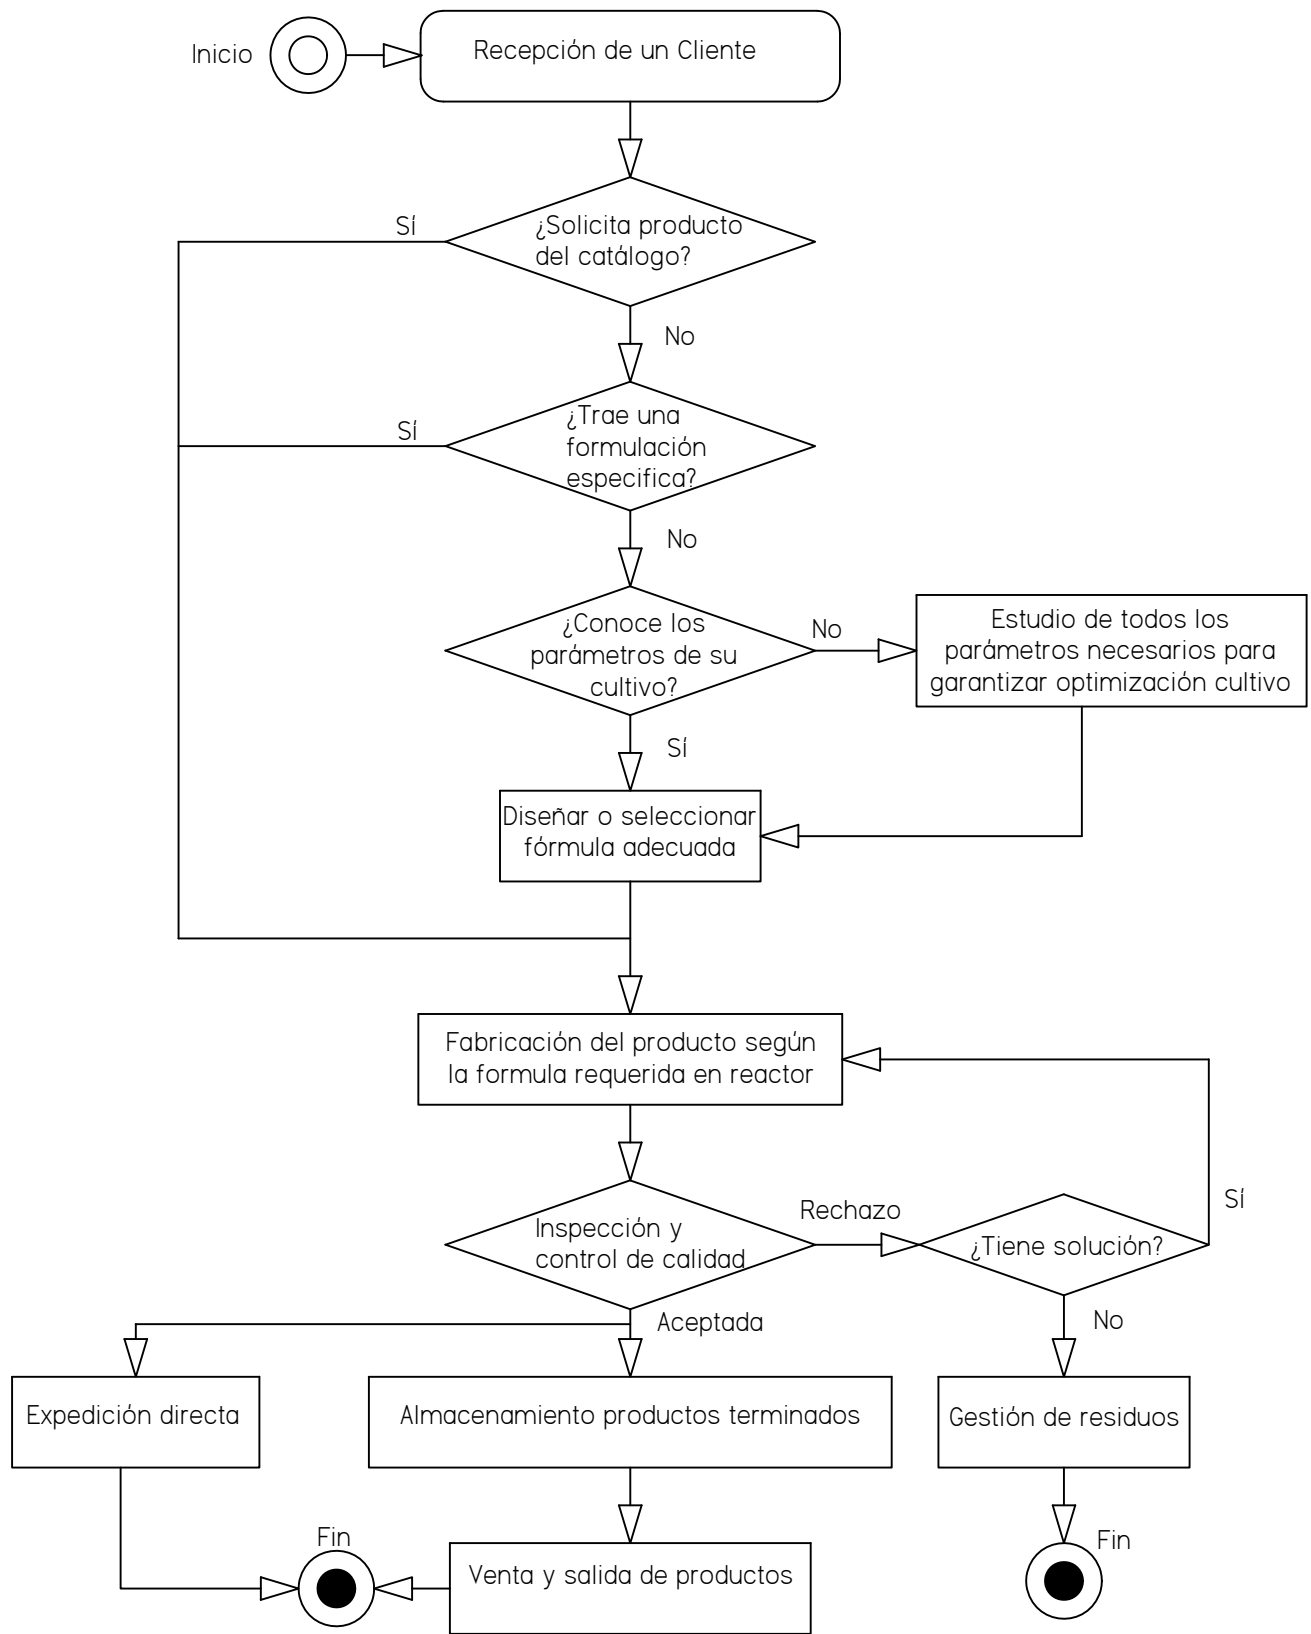 Inicio
Recepción de un Cliente
Sí
¿Solicita producto
del catálogo?
No
Sí
¿Trae una
formulación
especifica?
No
¿Conoce los
parámetros de su
cultivo?
No
Estudio de todos los
parámetros necesarios para
garantizar optimización cultivo
Sí
Diseñar o seleccionar
fórmula adecuada
Fabricación del producto según
la formula requerida en reactor
Inspección y
control de calidad
Rechazo
¿Tiene solución?
Sí
Aceptada
No
Expedición directa
Almacenamiento productos terminados
Gestión de residuos
Fin
Venta y salida de productos
Fin